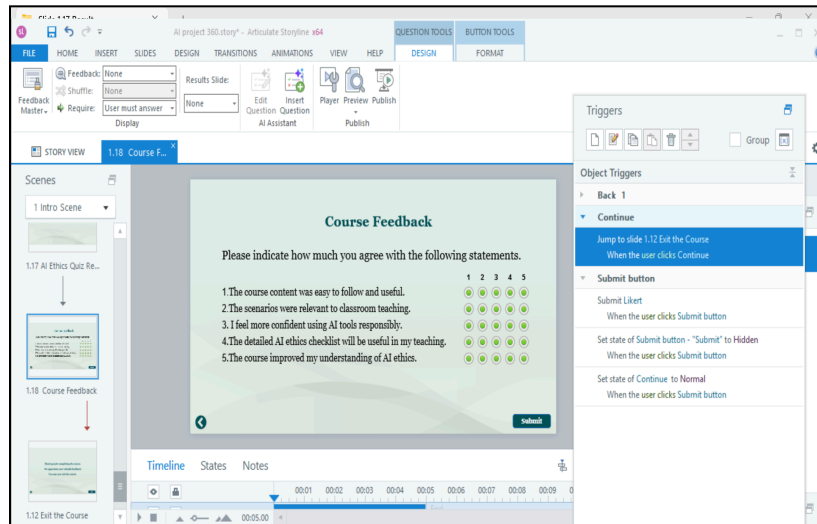 AI project 360.story* - Articulate Storyline x64
QUESTION TOOLS
BUTTON TOOLS
FILE HOME INSERT SLIDES DESIGN TRANSITIONS ANIMATIONS VIEW HELP DESIGN FORMAT
Feedback Master
Feedback: None
Shuffle: None
Require: User must answer
Display
Results Slide:
None
Edit Question
Insert Question
AI Assistant
Player Preview Publish
Publish
STORY VIEW
1.18 Course F...
Scenes
1 Intro Scene
1.17 AI Ethics Quiz Re...
1.18 Course Feedback
1.12 Exit the Course
Course Feedback
Please indicate how much you agree with the following statements.
1 2 3 4 5
1.The course content was easy to follow and useful.
2.The scenarios were relevant to classroom teaching.
3. I feel more confident using AI tools responsibly.
4.The detailed AI ethics checklist will be useful in my teaching.
5.The course improved my understanding of AI ethics.
Submit
Timeline States Notes
00:01 00:02 00:03 00:04 00:05 00:06 00:07 00:08 00:09
00:05.00
Triggers
Group
Object Triggers
Back 1
Continue
Jump to slide 1.12 Exit the Course
When the user clicks Continue
Submit button
Submit Likert
When the user clicks Submit button
Set state of Submit button - "Submit" to Hidden
When the user clicks Submit button
Set state of Continue to Normal
When the user clicks Submit button